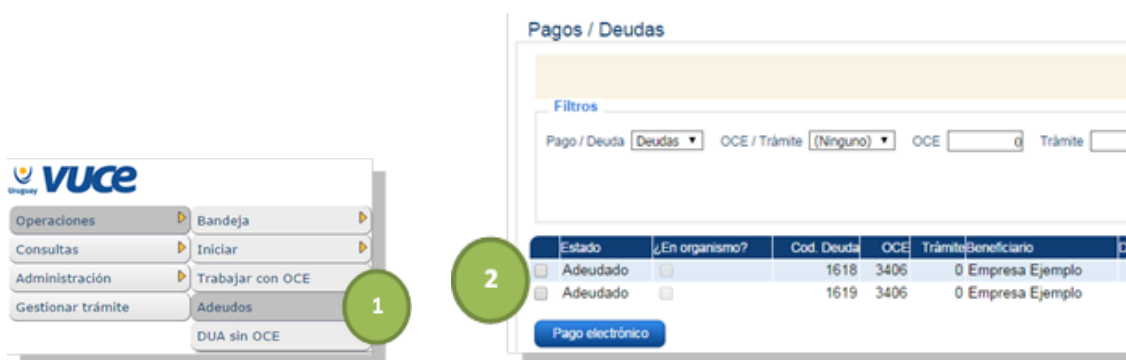 Uruguay VUCE
Operaciones
Consultas
Administración
Gestionar trámite
Bandeja
Iniciar
Trabajar con OCE
Adeudos
DUA sin OCE
1
Pagos / Deudas
Filtros
Pago / Deuda Deudas OCE / Trámite (Ninguno) OCE 0 Trámite
Estado ¿En organismo? Cod. Deuda OCE Trámite Beneficiario D
Adeudado 1618 3406 0 Empresa Ejemplo
2
Adeudado 1619 3406 0 Empresa Ejemplo
Pago electrónico